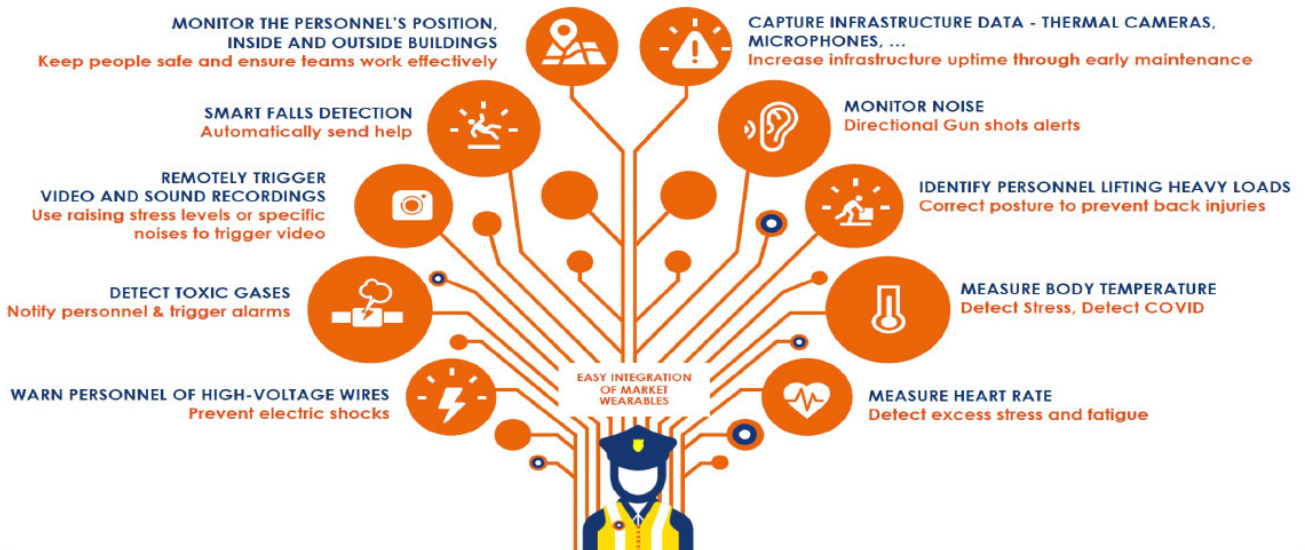 MONITOR THE PERSONNEL'S POSITION,
INSIDE AND OUTSIDE BUILDINGS
Keep people safe and ensure teams work effectively
SMART FALLS DETECTION
Automatically send help
REMOTELY TRIGGER
VIDEO AND SOUND RECORDINGS
Use raising stress levels or specific
noises to trigger video
DETECT TOXIC GASES
Notify personnel & trigger alarms
WARN PERSONNEL OF HIGH-VOLTAGE WIRES
Prevent electric shocks
CAPTURE INFRASTRUCTURE DATA - THERMAL CAMERAS,
MICROPHONES, ...
Increase infrastructure uptime through early maintenance
MONITOR NOISE
Directional Gun shots alerts
IDENTIFY PERSONNEL LIFTING HEAVY LOADS
Correct posture to prevent back injuries
MEASURE BODY TEMPERATURE
Detect Stress, Detect COVID
MEASURE HEART RATE
Detect excess stress and fatigue
EASY INTEGRATION
OF MARKET
WEARABLES